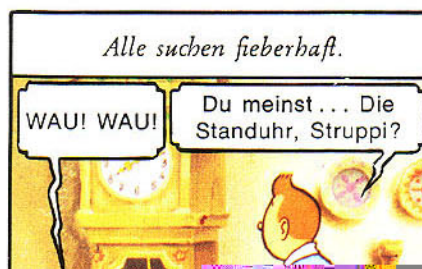 Alle suchen fieberhaft.
WAU! WAU!
Du meinst... Die
Standuhr, Struppi?